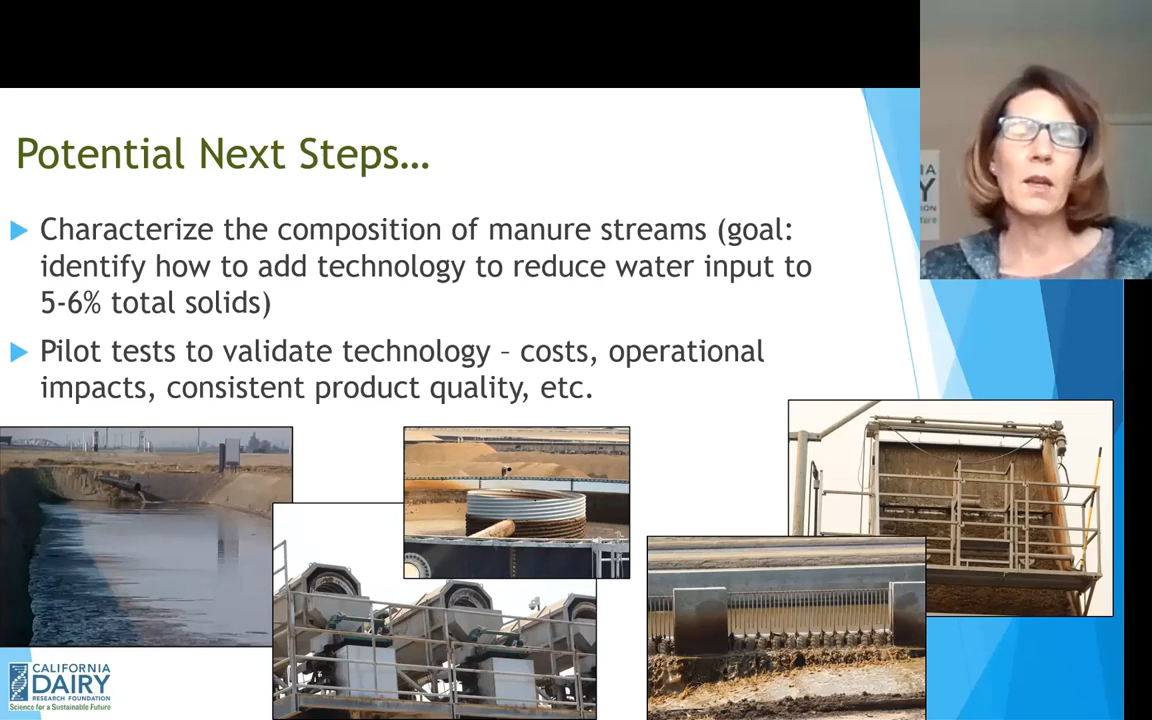 Potential Next Steps…
Characterize the composition of manure streams (goal:
identify how to add technology to reduce water input to
5-6% total solids)
Pilot tests to validate technology – costs, operational
impacts, consistent product quality, etc.
CALIFORNIA
DAIRY
RESEARCH FOUNDATION
Science for a Sustainable Future
IA
Y
ION